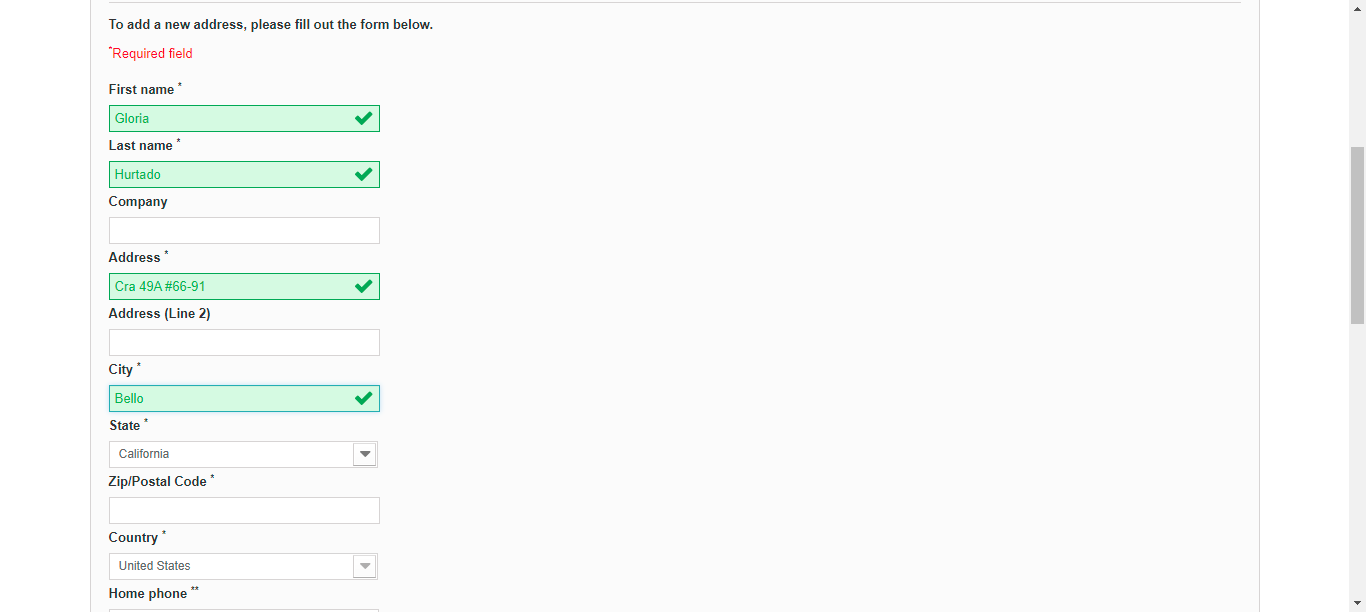 To add a new address, please fill out the form below.
*Required field
First name *
Gloria
Last name *
Hurtado
Company
Address *
Cra 49A #66-91
Address (Line 2)
City *
Bello
State *
California
Zip/Postal Code *
Country *
United States
Home phone **